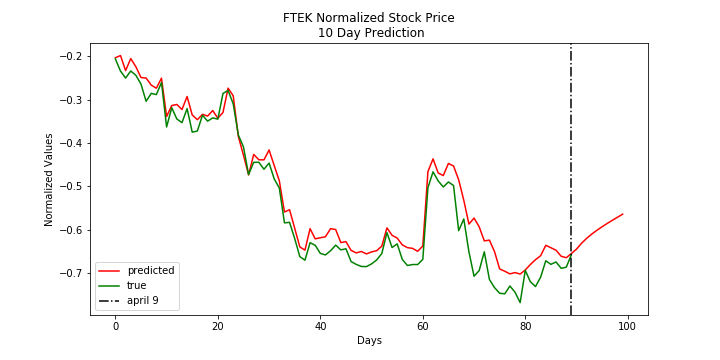 FTEK Normalized Stock Price
10 Day Prediction
Normalized Values
−0.2
−0.3
−0.4
−0.5
−0.6
−0.7
predicted
true
april 9
0 20 40 60 80 100
Days